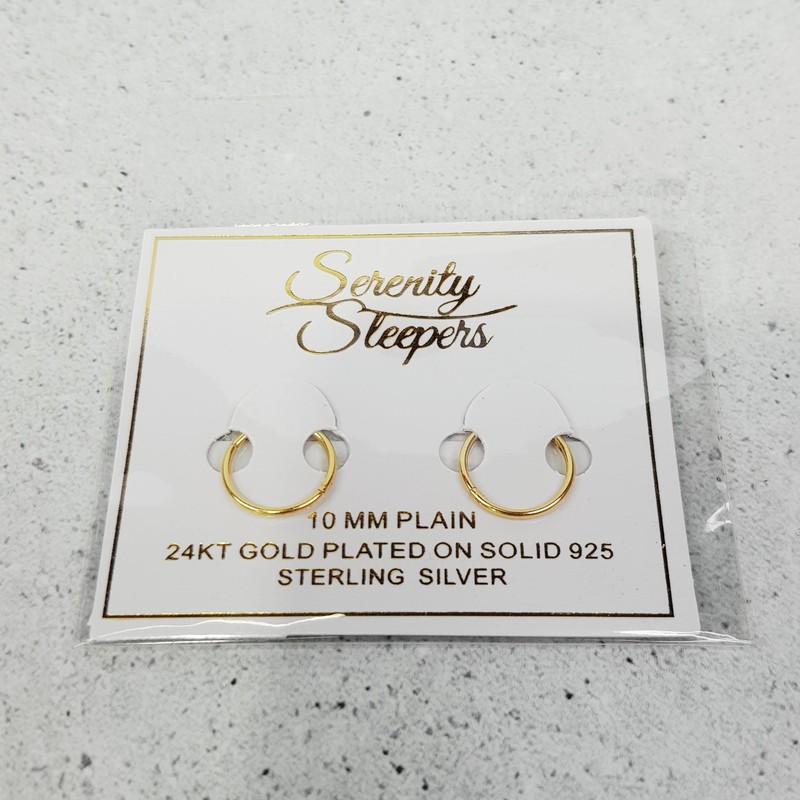 Serenity
Sleepers
10 MM PLAIN
24KT GOLD PLATED ON SOLID 925
STERLING SILVER